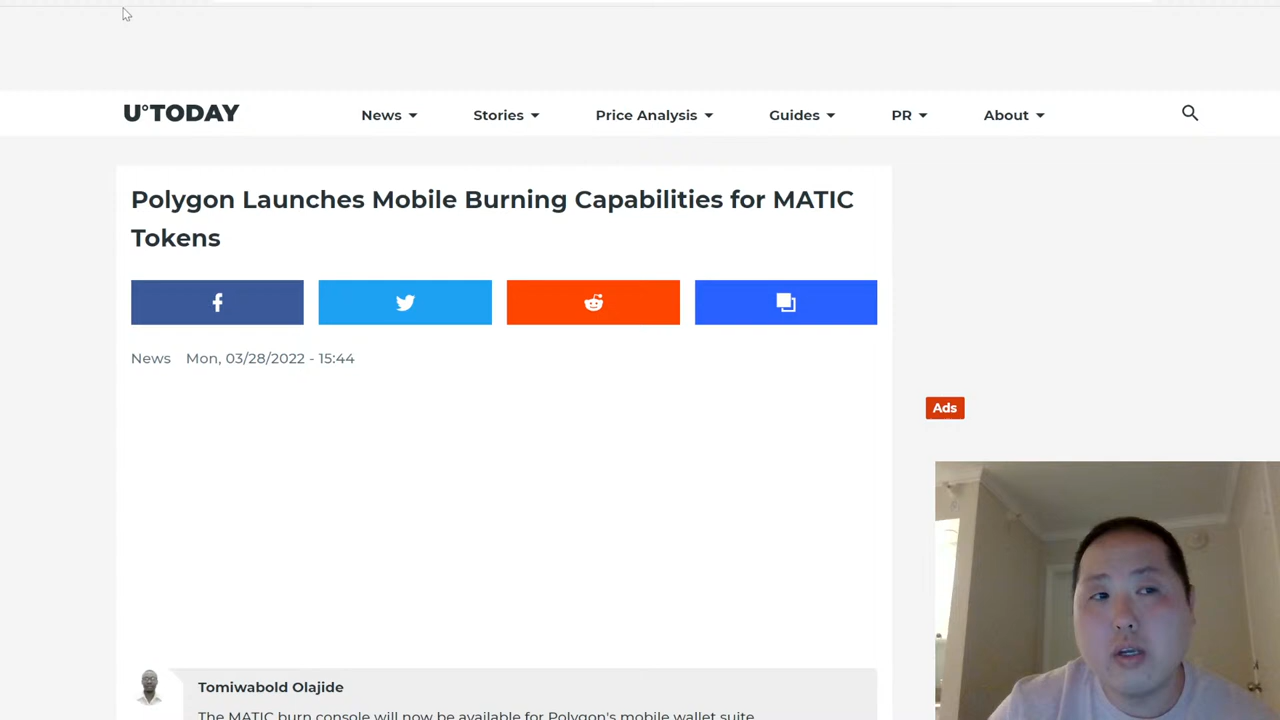 U°TODAY
News
Stories
Price Analysis
Guides
PR
About
Polygon Launches Mobile Burning Capabilities for MATIC
Tokens
News Mon, 03/28/2022 - 15:44
Ads
Tomiwabold Olajide
The MATIC burn console will now be available for Polygon's mobile wallet suite